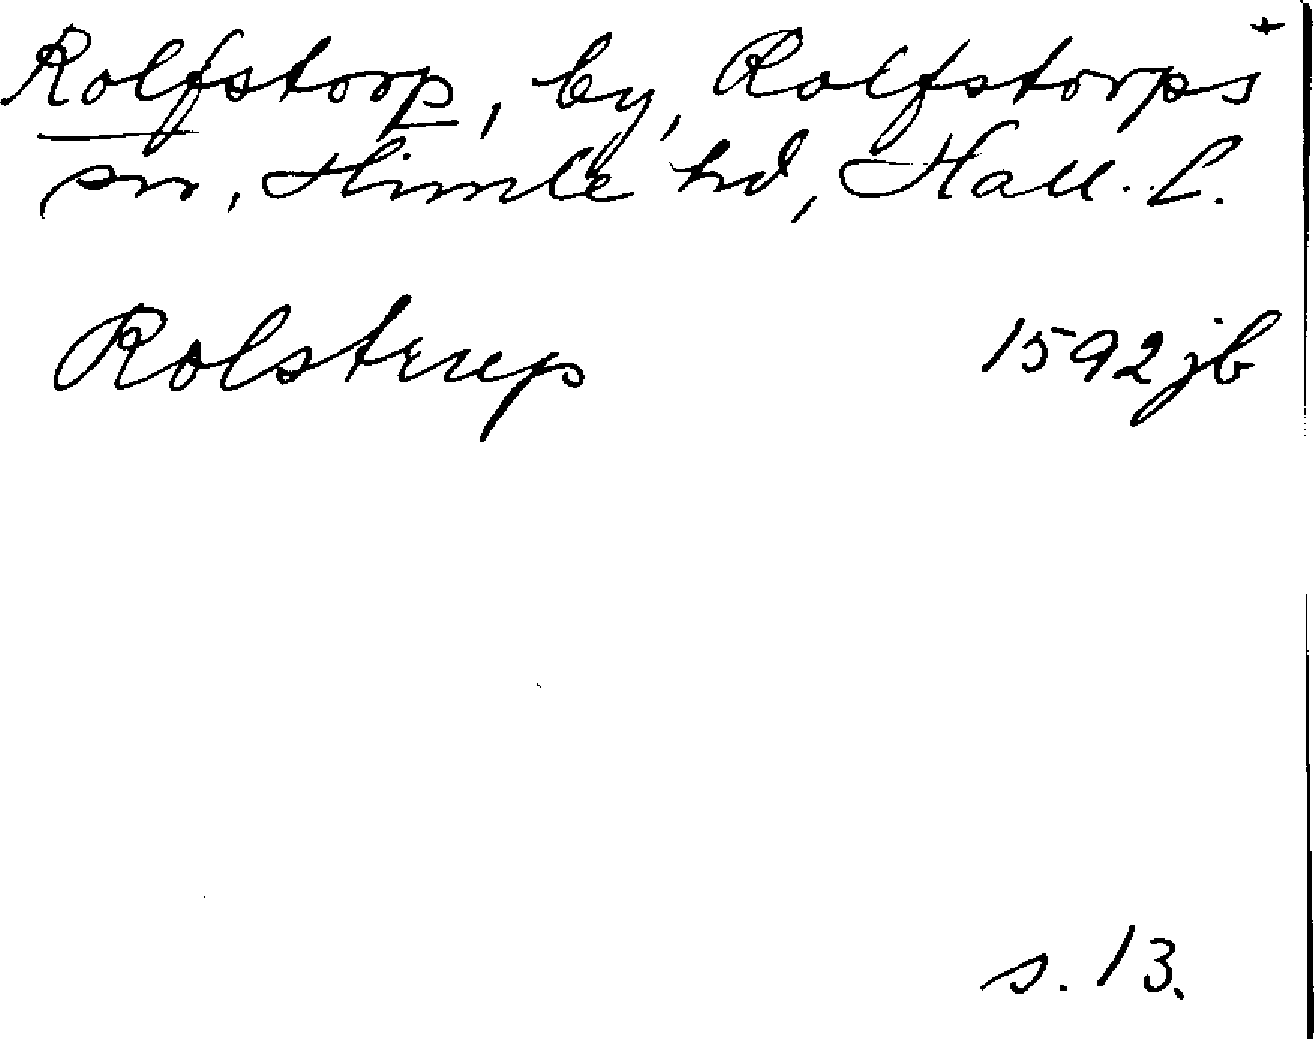 Rolfstorp, by, Rolfstorps +
sn, Himle hd, Hall. l.
Rolstrup 1592 jb
s. 13.